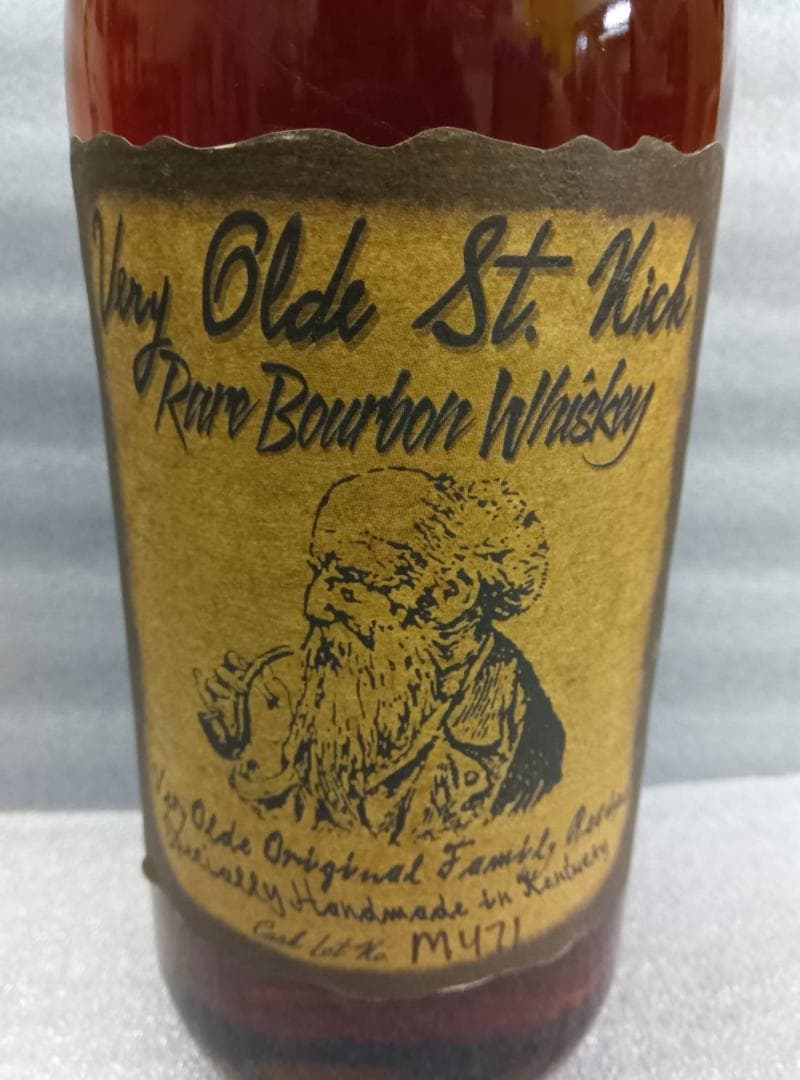 Very Olde St. Nick
Rare Bourbon Whiskey
Very Olde Original Family
Specially Handmade in Kentucky
Cask Lot No. M471